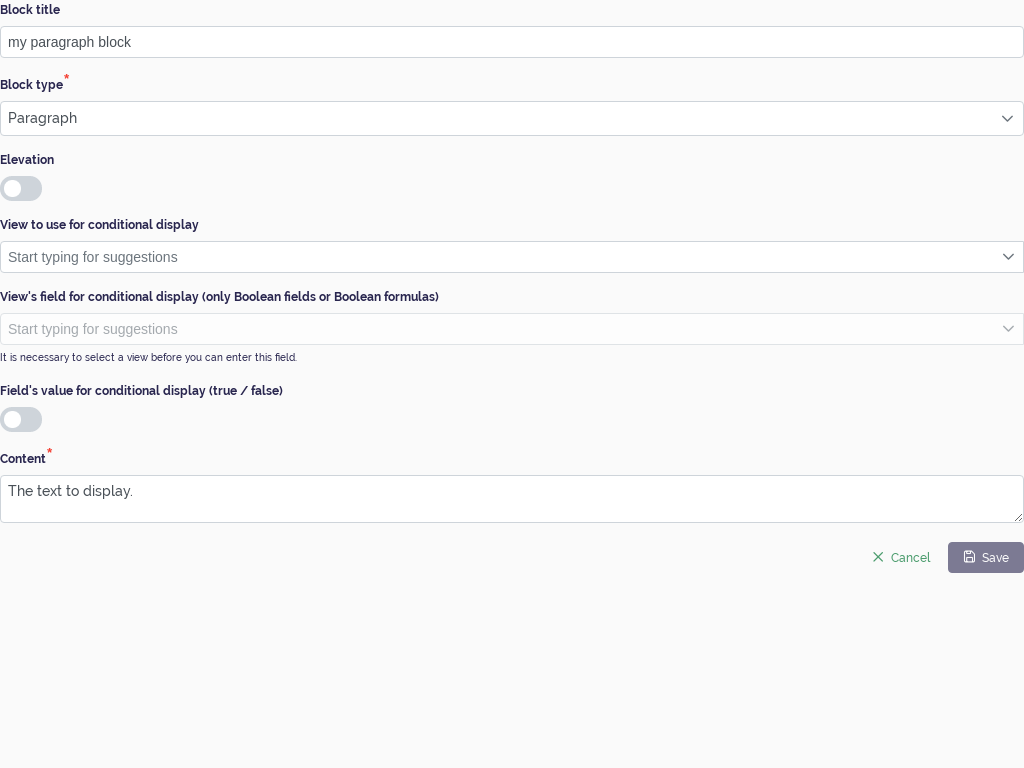 Block title
my paragraph block
Block type*
Paragraph
Elevation
View to use for conditional display
Start typing for suggestions
View's field for conditional display (only Boolean fields or Boolean formulas)
Start typing for suggestions
It is necessary to select a view before you can enter this field.
Field's value for conditional display (true / false)
Content*
The text to display.
Cancel Save